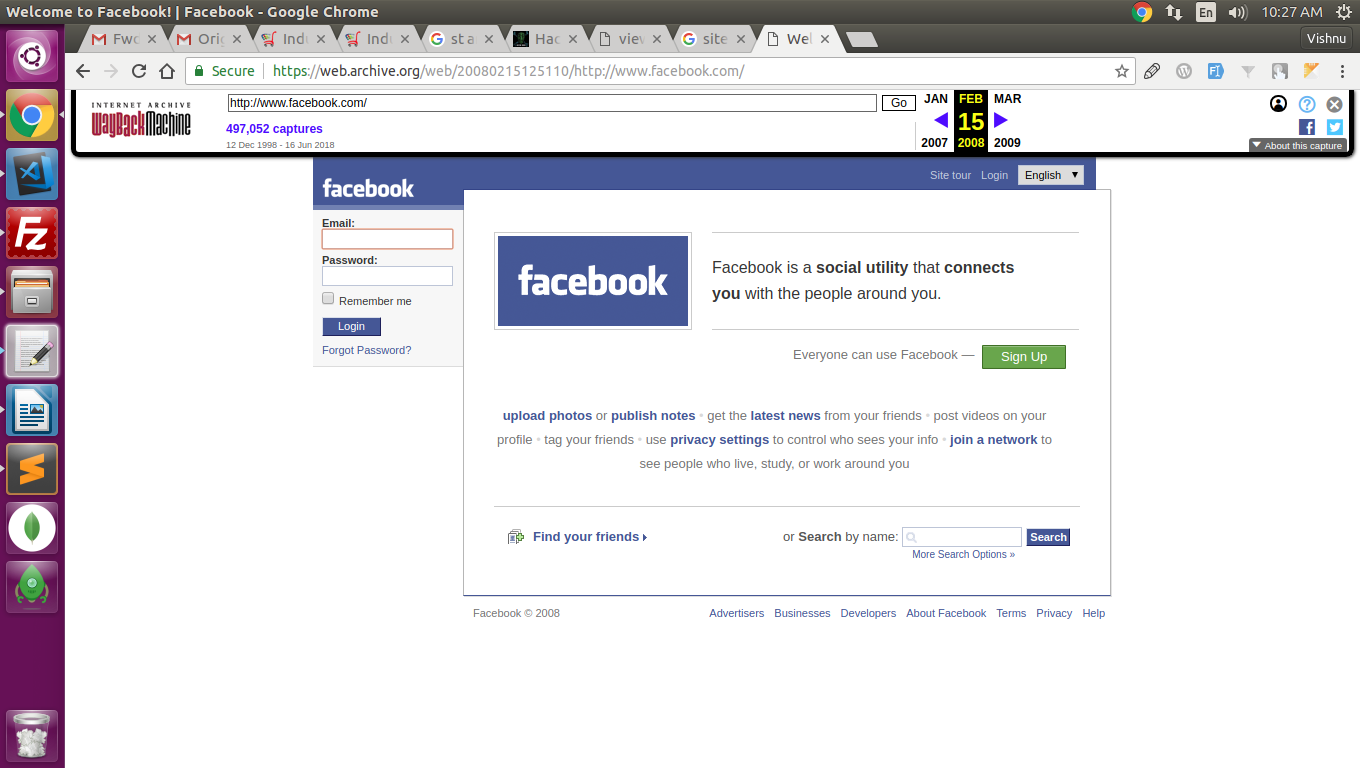 Welcome to Facebook! | Facebook - Google Chrome
En
10:27 AM
Fwd
Orig
Indu
Indu
st a
Hac
view
site
Wel
Vishnu
Secure
https://web.archive.org/web/20080215125110/http://www.facebook.com/
INTERNET ARCHIVE
WayBackMachine
http://www.facebook.com/
Go
JAN FEB MAR
497,052 captures
15
12 Dec 1998 - 16 Jun 2018
2007 2008 2009
About this capture
facebook
Site tour Login English
Email:
Password:
Remember me
Login
Forgot Password?
facebook
Facebook is a social utility that connects
you with the people around you.
Everyone can use Facebook — Sign Up
upload photos or publish notes • get the latest news from your friends • post videos on your
profile • tag your friends • use privacy settings to control who sees your info • join a network to
see people who live, study, or work around you
Find your friends
or Search by name: Search
More Search Options »
Facebook © 2008
Advertisers Businesses Developers About Facebook Terms Privacy Help